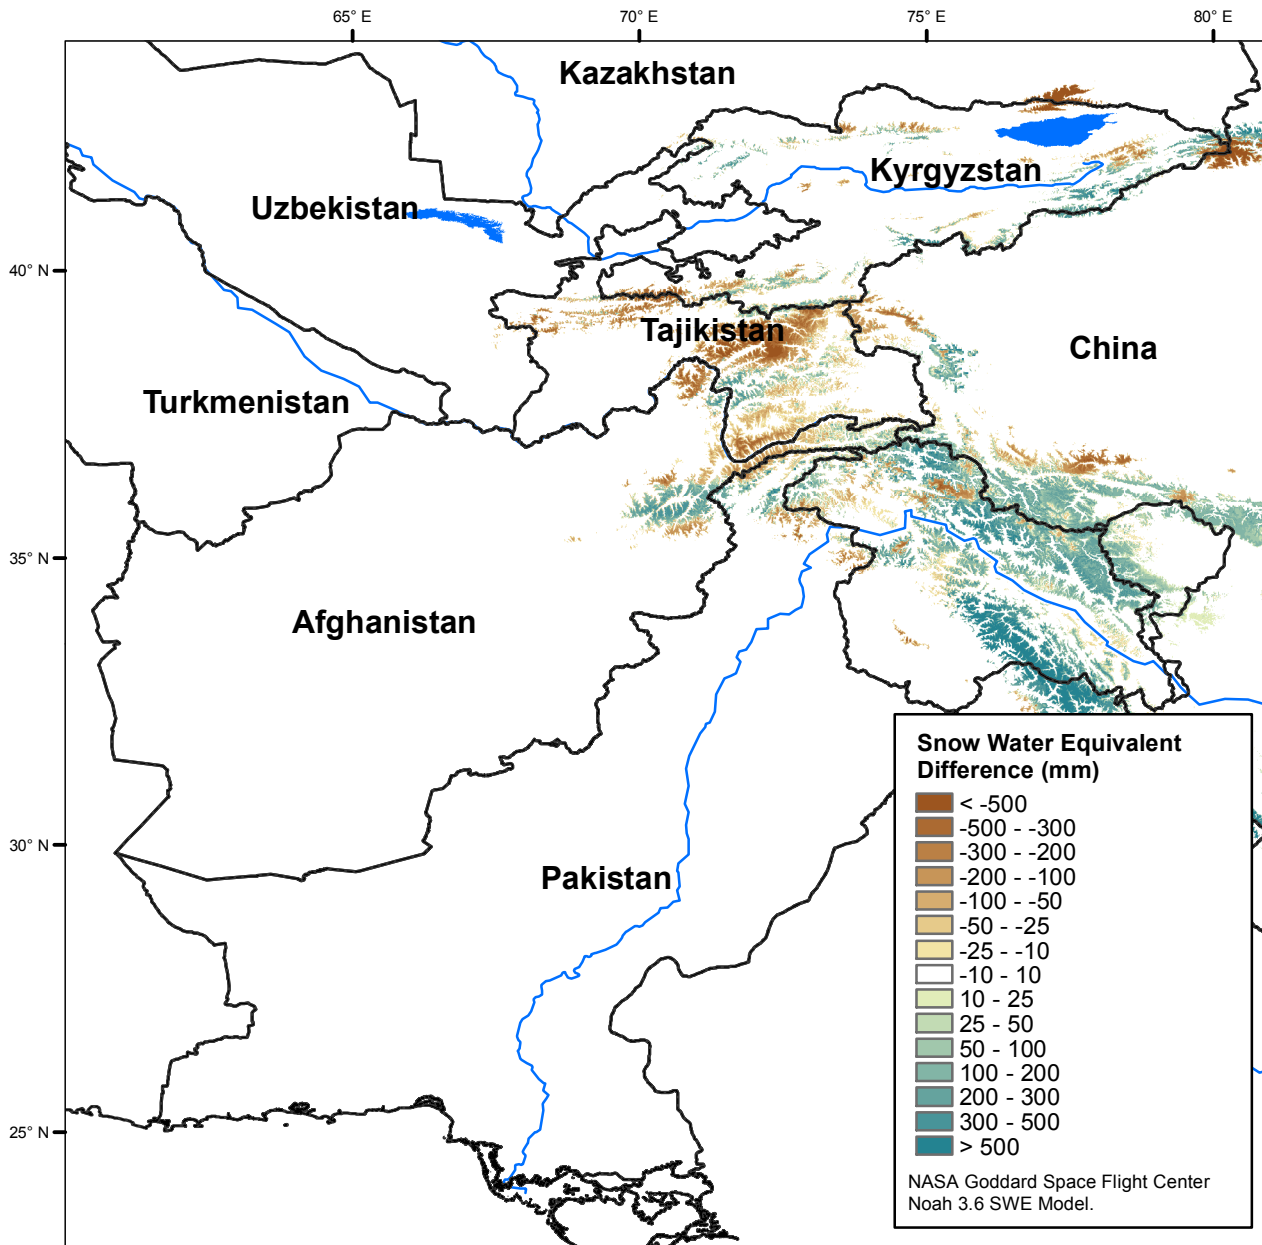 65° E
70° E
75° E
80° E
Kazakhstan
Kyrgyzstan
Uzbekistan
40° N
Tajikistan
China
Turkmenistan
35° N
Afghanistan
30° N
Pakistan
25° N
Snow Water Equivalent
Difference (mm)
< -500
-500 - -300
-300 - -200
-200 - -100
-100 - -50
-50 - -25
-25 - -10
-10 - 10
10 - 25
25 - 50
50 - 100
100 - 200
200 - 300
300 - 500
> 500
NASA Goddard Space Flight Center
Noah 3.6 SWE Model.